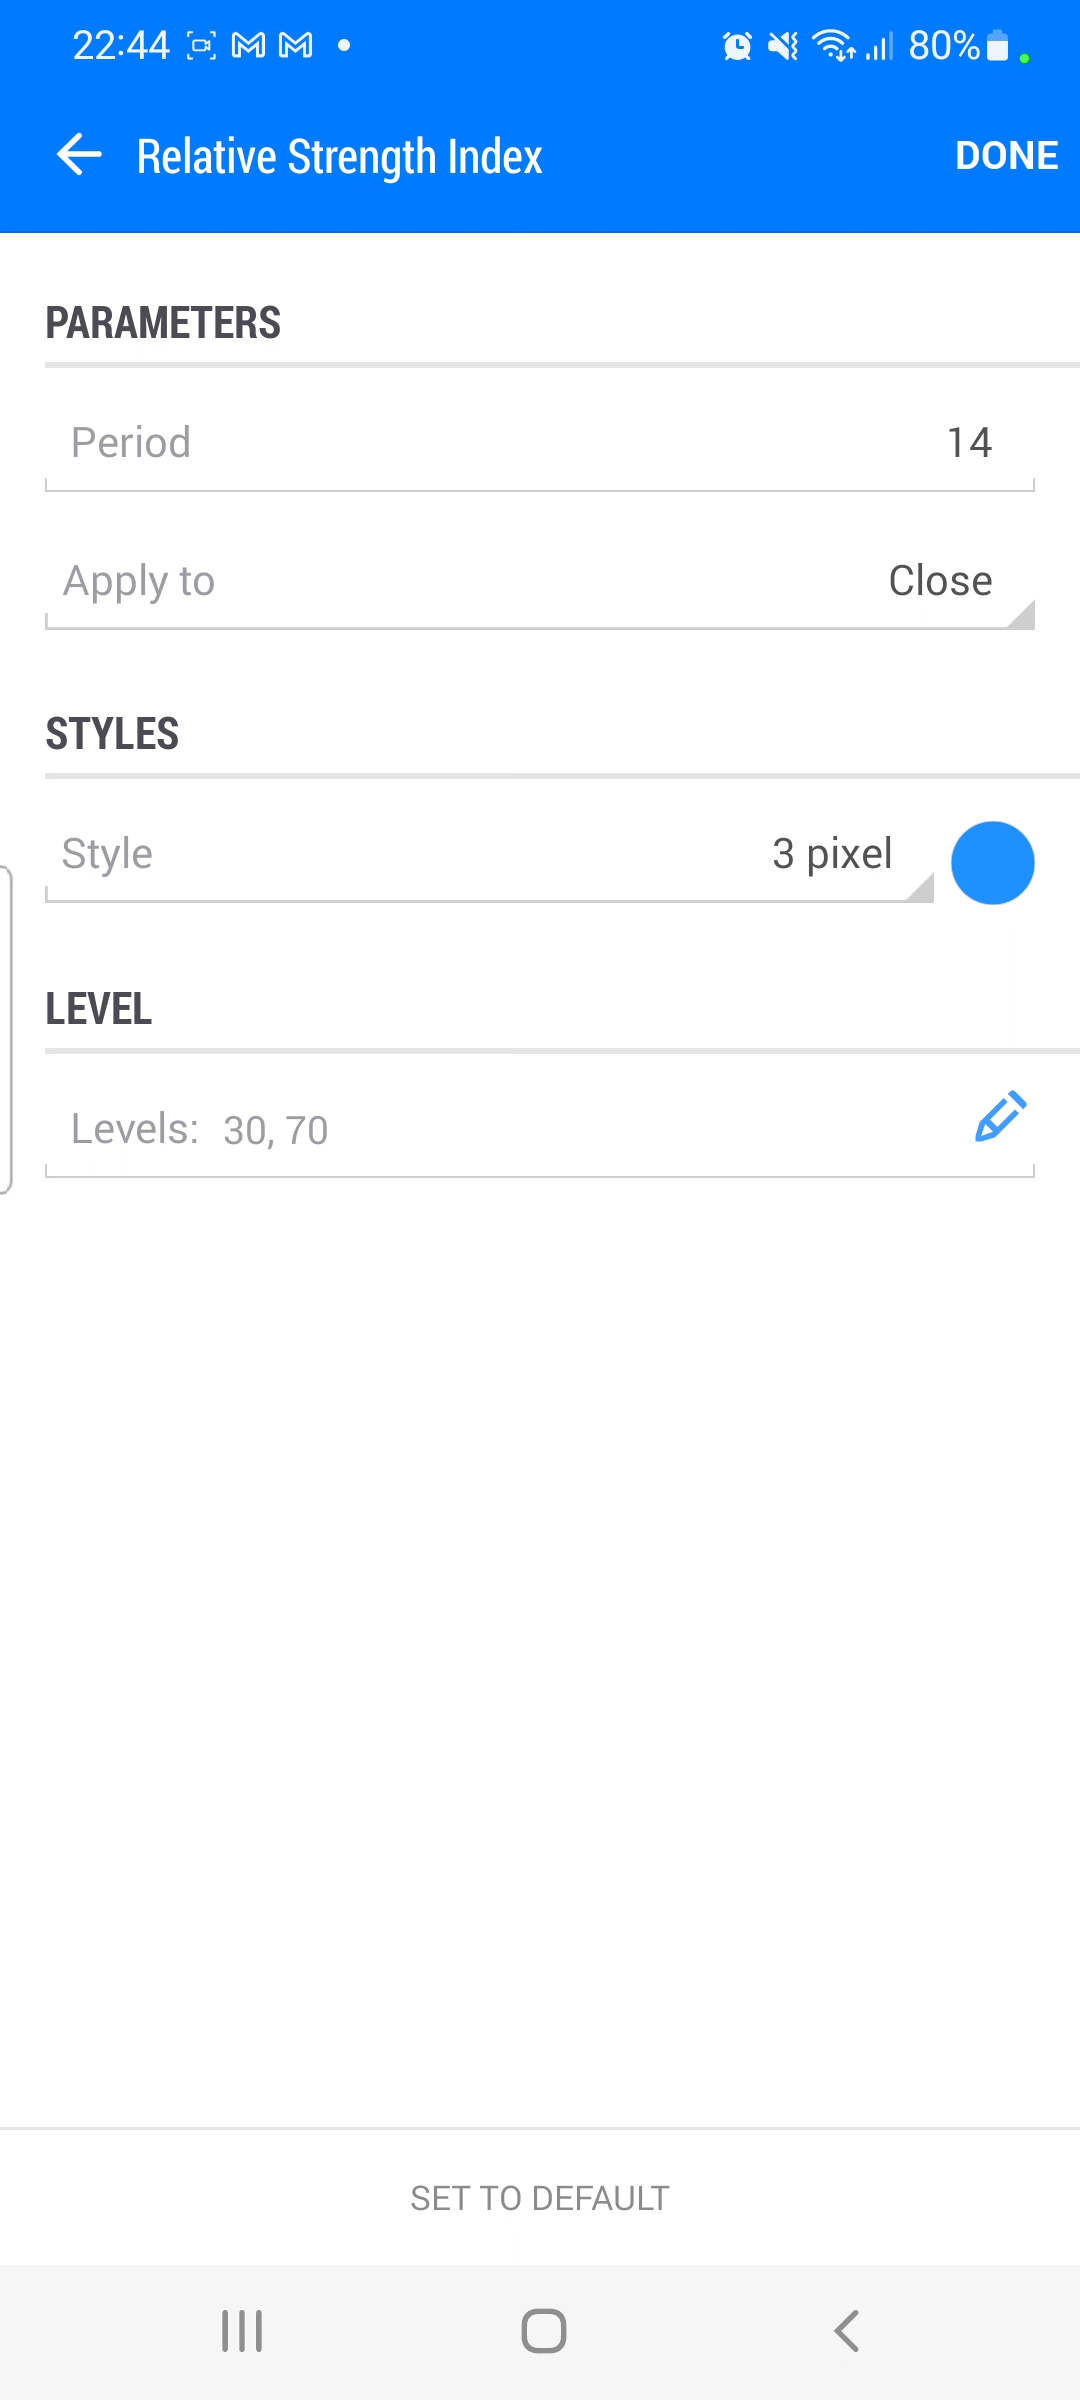 22:44 80%
Relative Strength Index DONE
PARAMETERS
Period 14
Apply to Close
STYLES
Style 3 pixel
LEVEL
Levels: 30, 70
SET TO DEFAULT